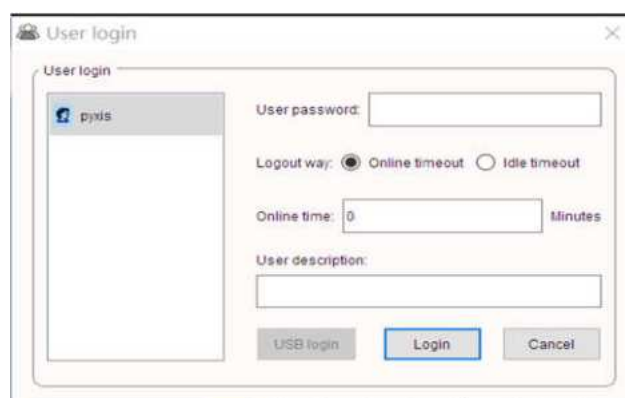 User login
User login
pyxis
User password:
Logout way: Online timeout Idle timeout
Online time: 0 Minutes
User description:
USB login Login Cancel